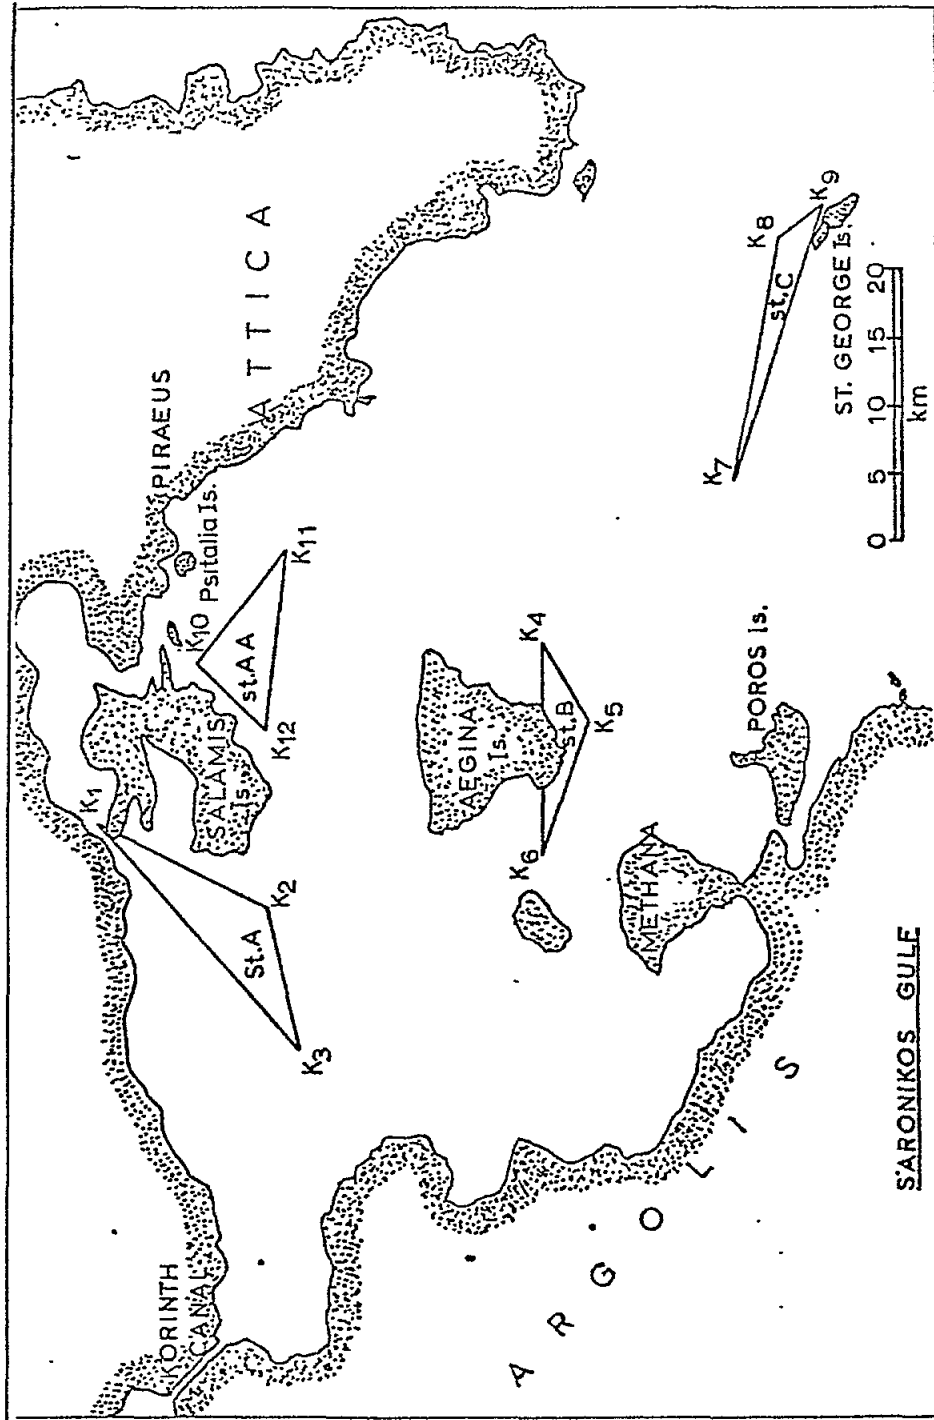 KORINTH
CANAL
K1
SALAMIS
Is.
PIRAEUS
Psitalia Is.
K10
st.AA
K11
K12
ATTICA
St.A
K2
K3
AEGINA
Is.
K4
st.B
K5
K6
METHANA
POROS Is.
K7
K8
st.C
K9
ST. GEORGE Is.
0 5 10 15 20
km
ARGOLIS
SARONIKOS GULF